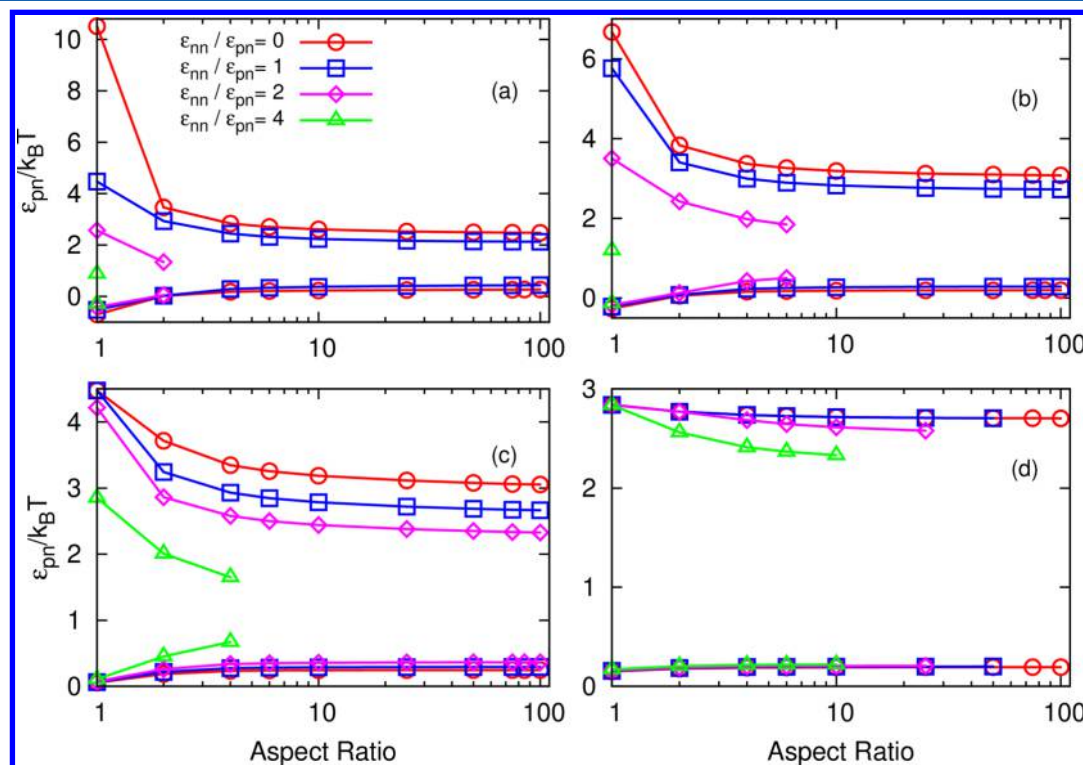 10
8
6
4
2
0
ε_pn/k_BT
ε_nn / ε_pn= 0
ε_nn / ε_pn= 1
ε_nn / ε_pn= 2
ε_nn / ε_pn= 4
(a)
1 10 100
6
4
2
0
(b)
1 10 100
4
3
2
1
0
ε_pn/k_BT
(c)
1 10 100
Aspect Ratio
3
2
1
0
(d)
1 10 100
Aspect Ratio